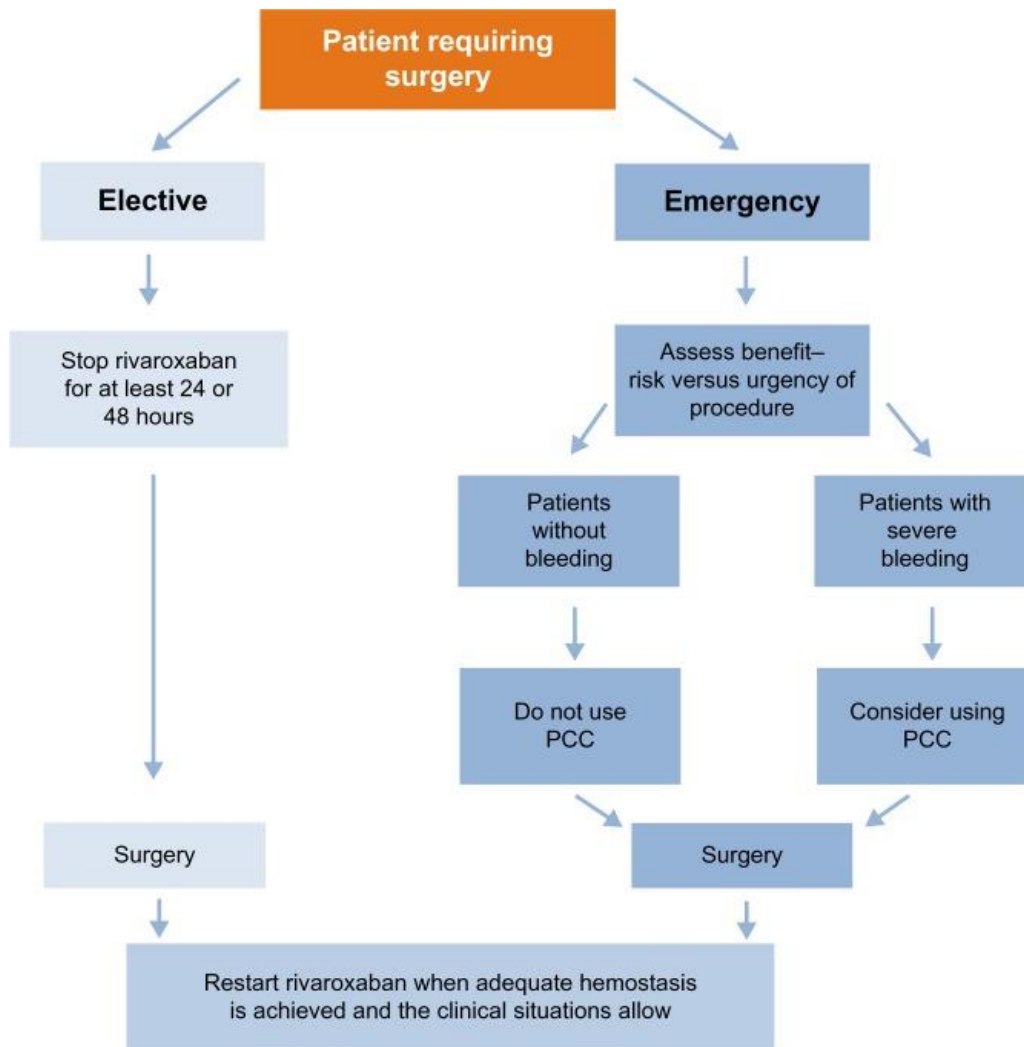 Patient requiring
surgery
Elective
Emergency
Stop rivaroxaban
for at least 24 or
48 hours
Assess benefit–
risk versus urgency of
procedure
Patients
without
bleeding
Patients with
severe
bleeding
Do not use
PCC
Consider using
PCC
Surgery
Surgery
Restart rivaroxaban when adequate hemostasis
is achieved and the clinical situations allow